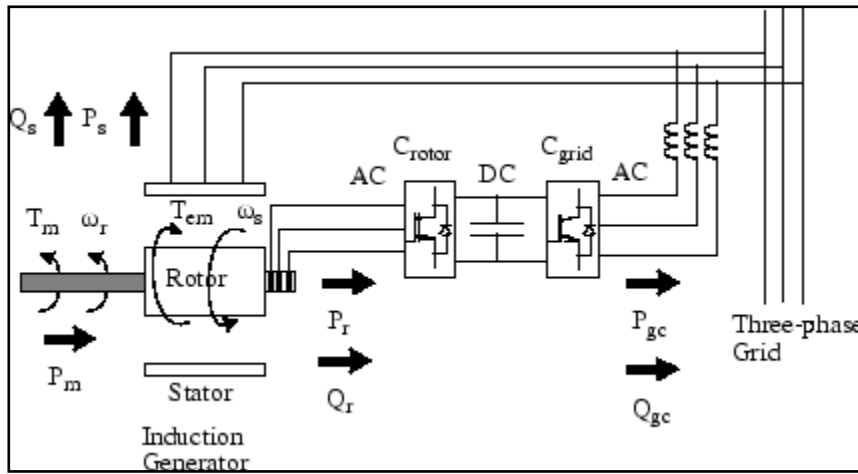 Qs Ps
Crotor Cgrid
AC DC AC
Tm ωr Tem ωs
Rotor
Pm Pr Pgc
Three-phase
Grid
Stator Qr Qgc
Induction
Generator